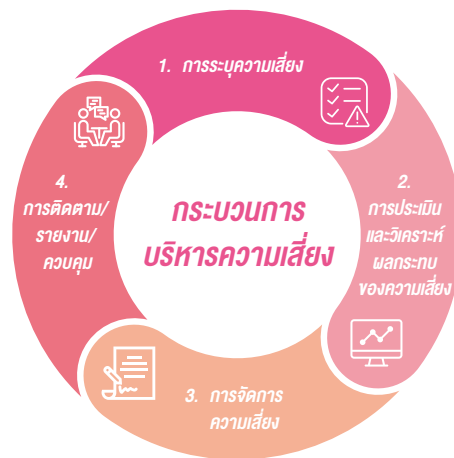 1. การระบุความเสี่ยง
2.
การประเมิน
และวิเคราะห์
ผลกระทบ
ของความเสี่ยง
3. การจัดการ
ความเสี่ยง
4.
การติดตาม/
รายงาน/
ควบคุม
กระบวนการ
บริหารความเสี่ยง